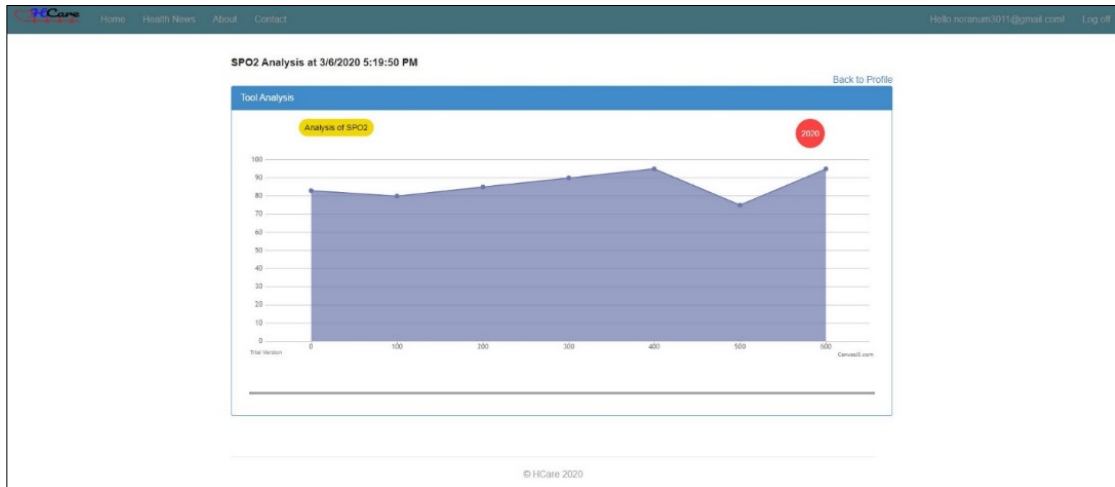 HCare Home Health News About Contact Hello noranum3011@gmail.com! Log off
SPO2 Analysis at 3/6/2020 5:19:50 PM
Back to Profile
Tool Analysis
Analysis of SPO2
2020
100
90
80
70
60
50
40
30
20
10
0
0 100 200 300 400 500 600
Trial Version
CanvasJS.com
© HCare 2020